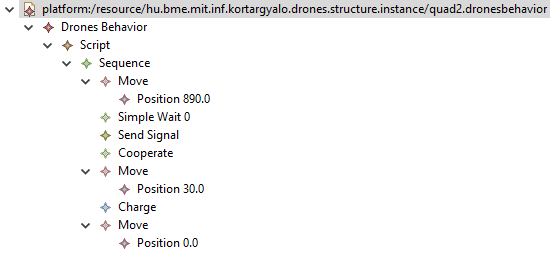 platform:/resource/hu.bme.mit.inf.kortargyalo.drones.structure.instance/quad2.dronesbehavior
Drones Behavior
Script
Sequence
Move
Position 890.0
Simple Wait 0
Send Signal
Cooperate
Move
Position 30.0
Charge
Move
Position 0.0